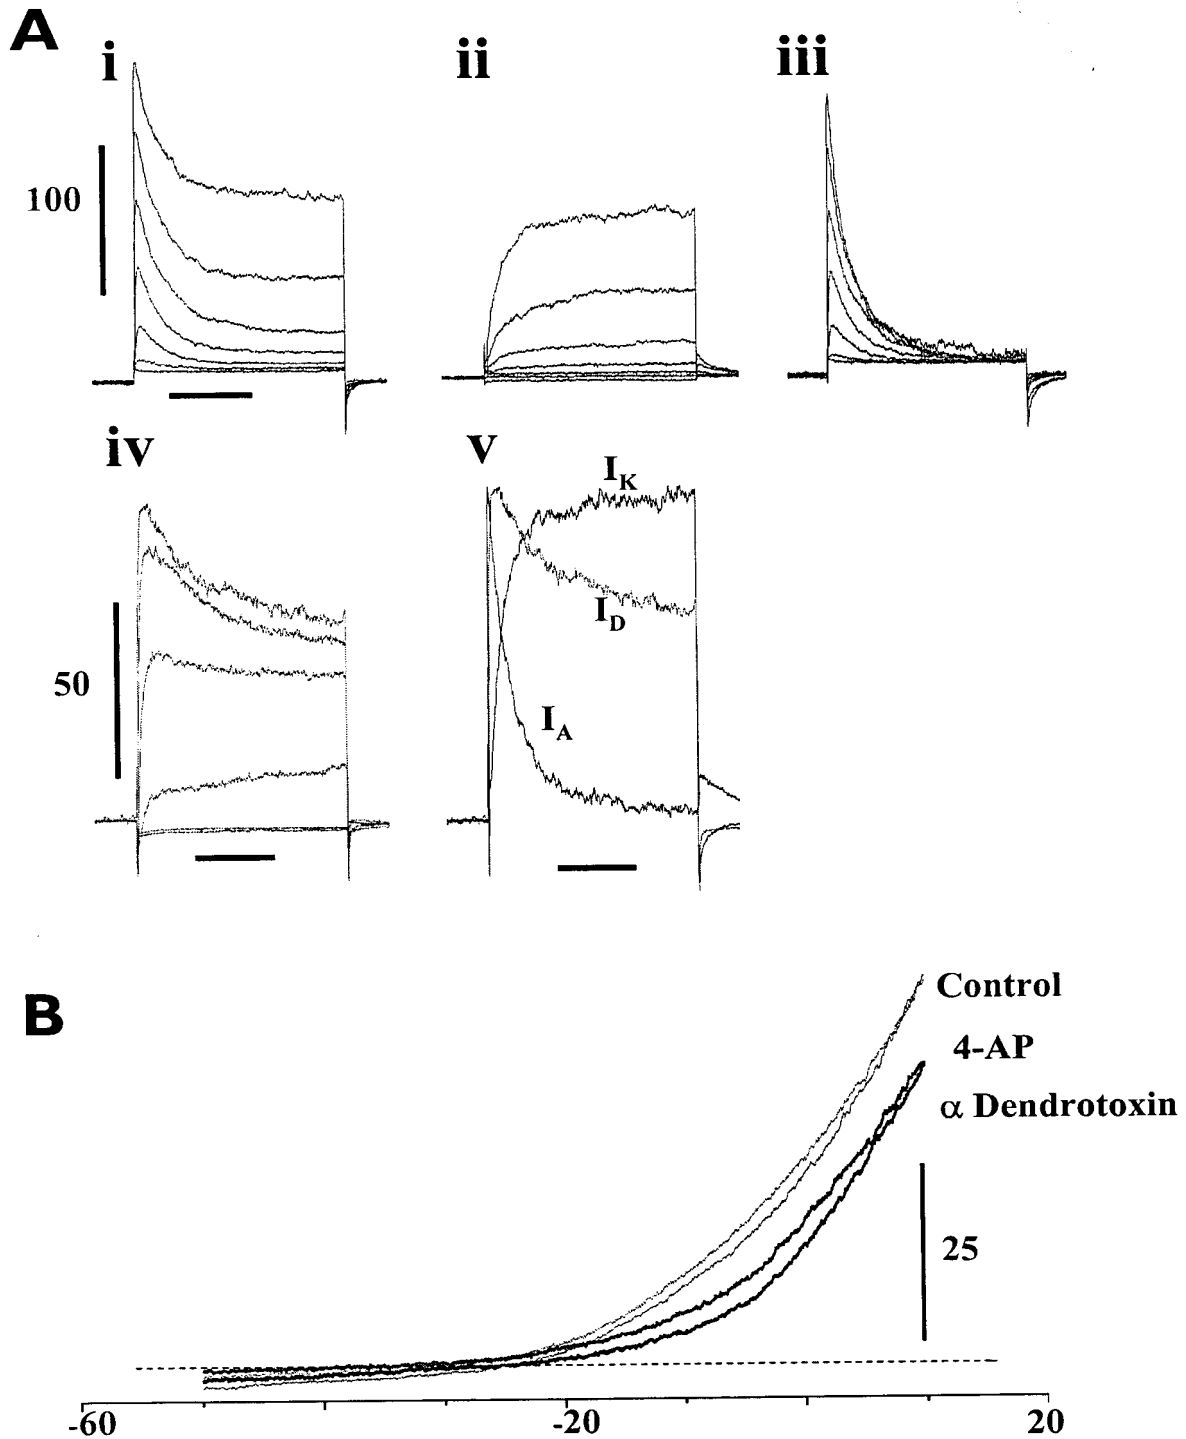 A
i
ii
iii
100
iv
v
I_K
I_D
I_A
50
B
Control
4-AP
α Dendrotoxin
25
-60
-20
20